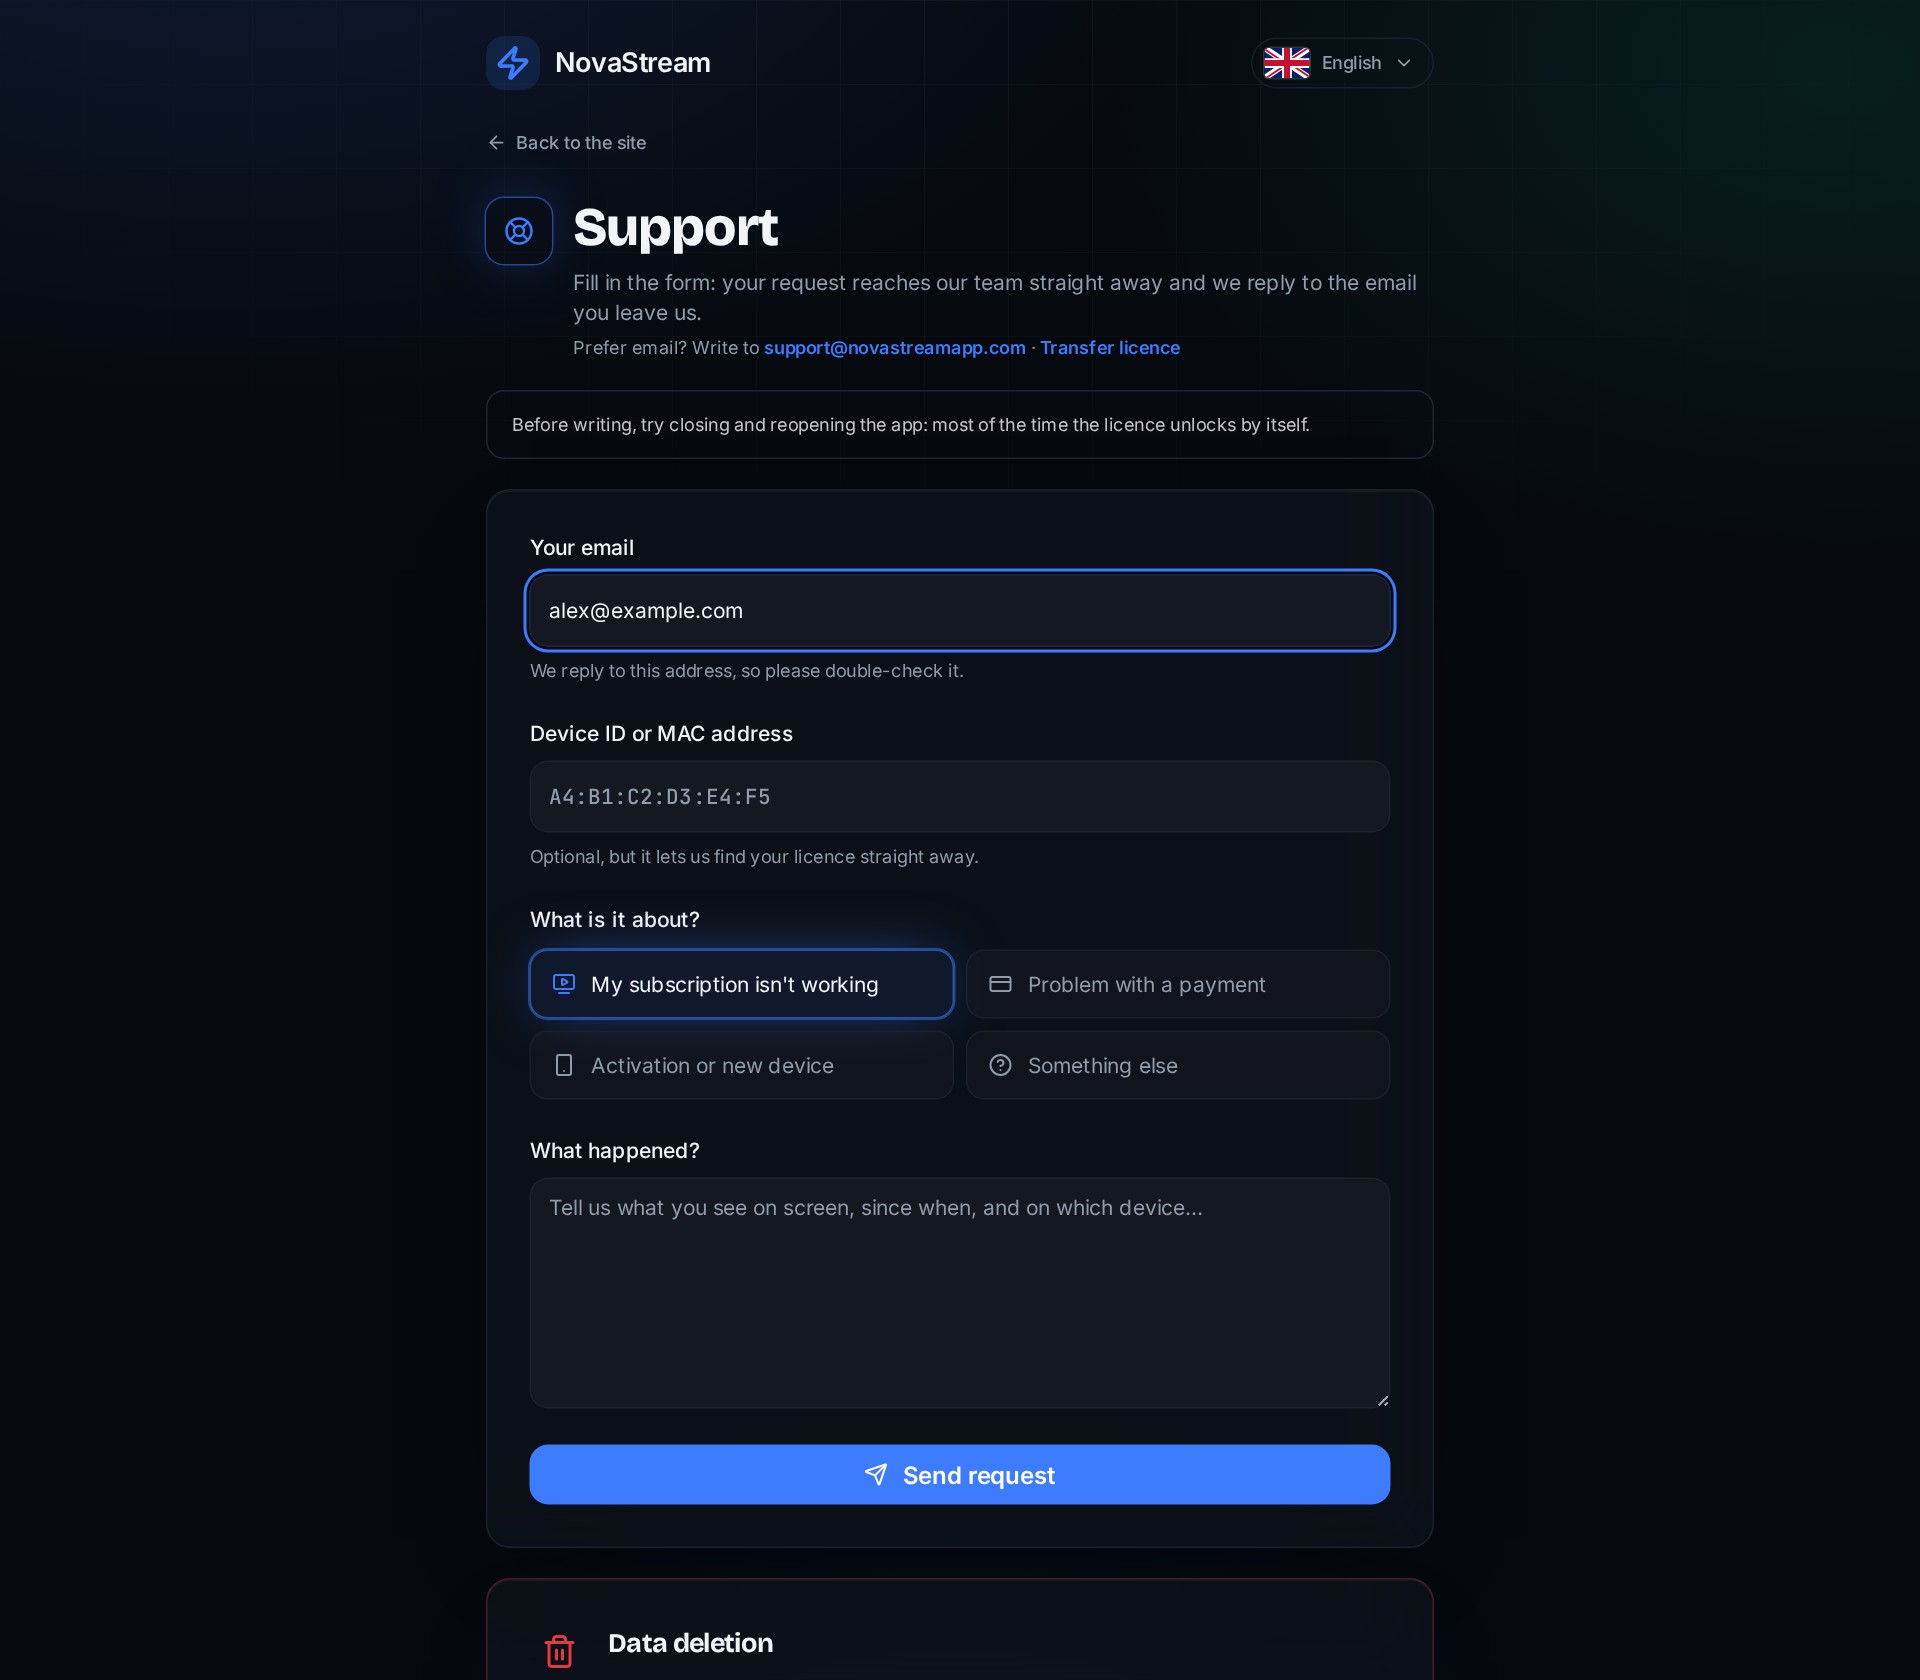 NovaStream
English
Back to the site
Support
Fill in the form: your request reaches our team straight away and we reply to the email
you leave us.
Prefer email? Write to support@novastreamapp.com · Transfer licence
Before writing, try closing and reopening the app: most of the time the licence unlocks by itself.
Your email
alex@example.com
We reply to this address, so please double-check it.
Device ID or MAC address
A4:B1:C2:D3:E4:F5
Optional, but it lets us find your licence straight away.
What is it about?
My subscription isn't working
Problem with a payment
Activation or new device
Something else
What happened?
Tell us what you see on screen, since when, and on which device...
Send request
Data deletion